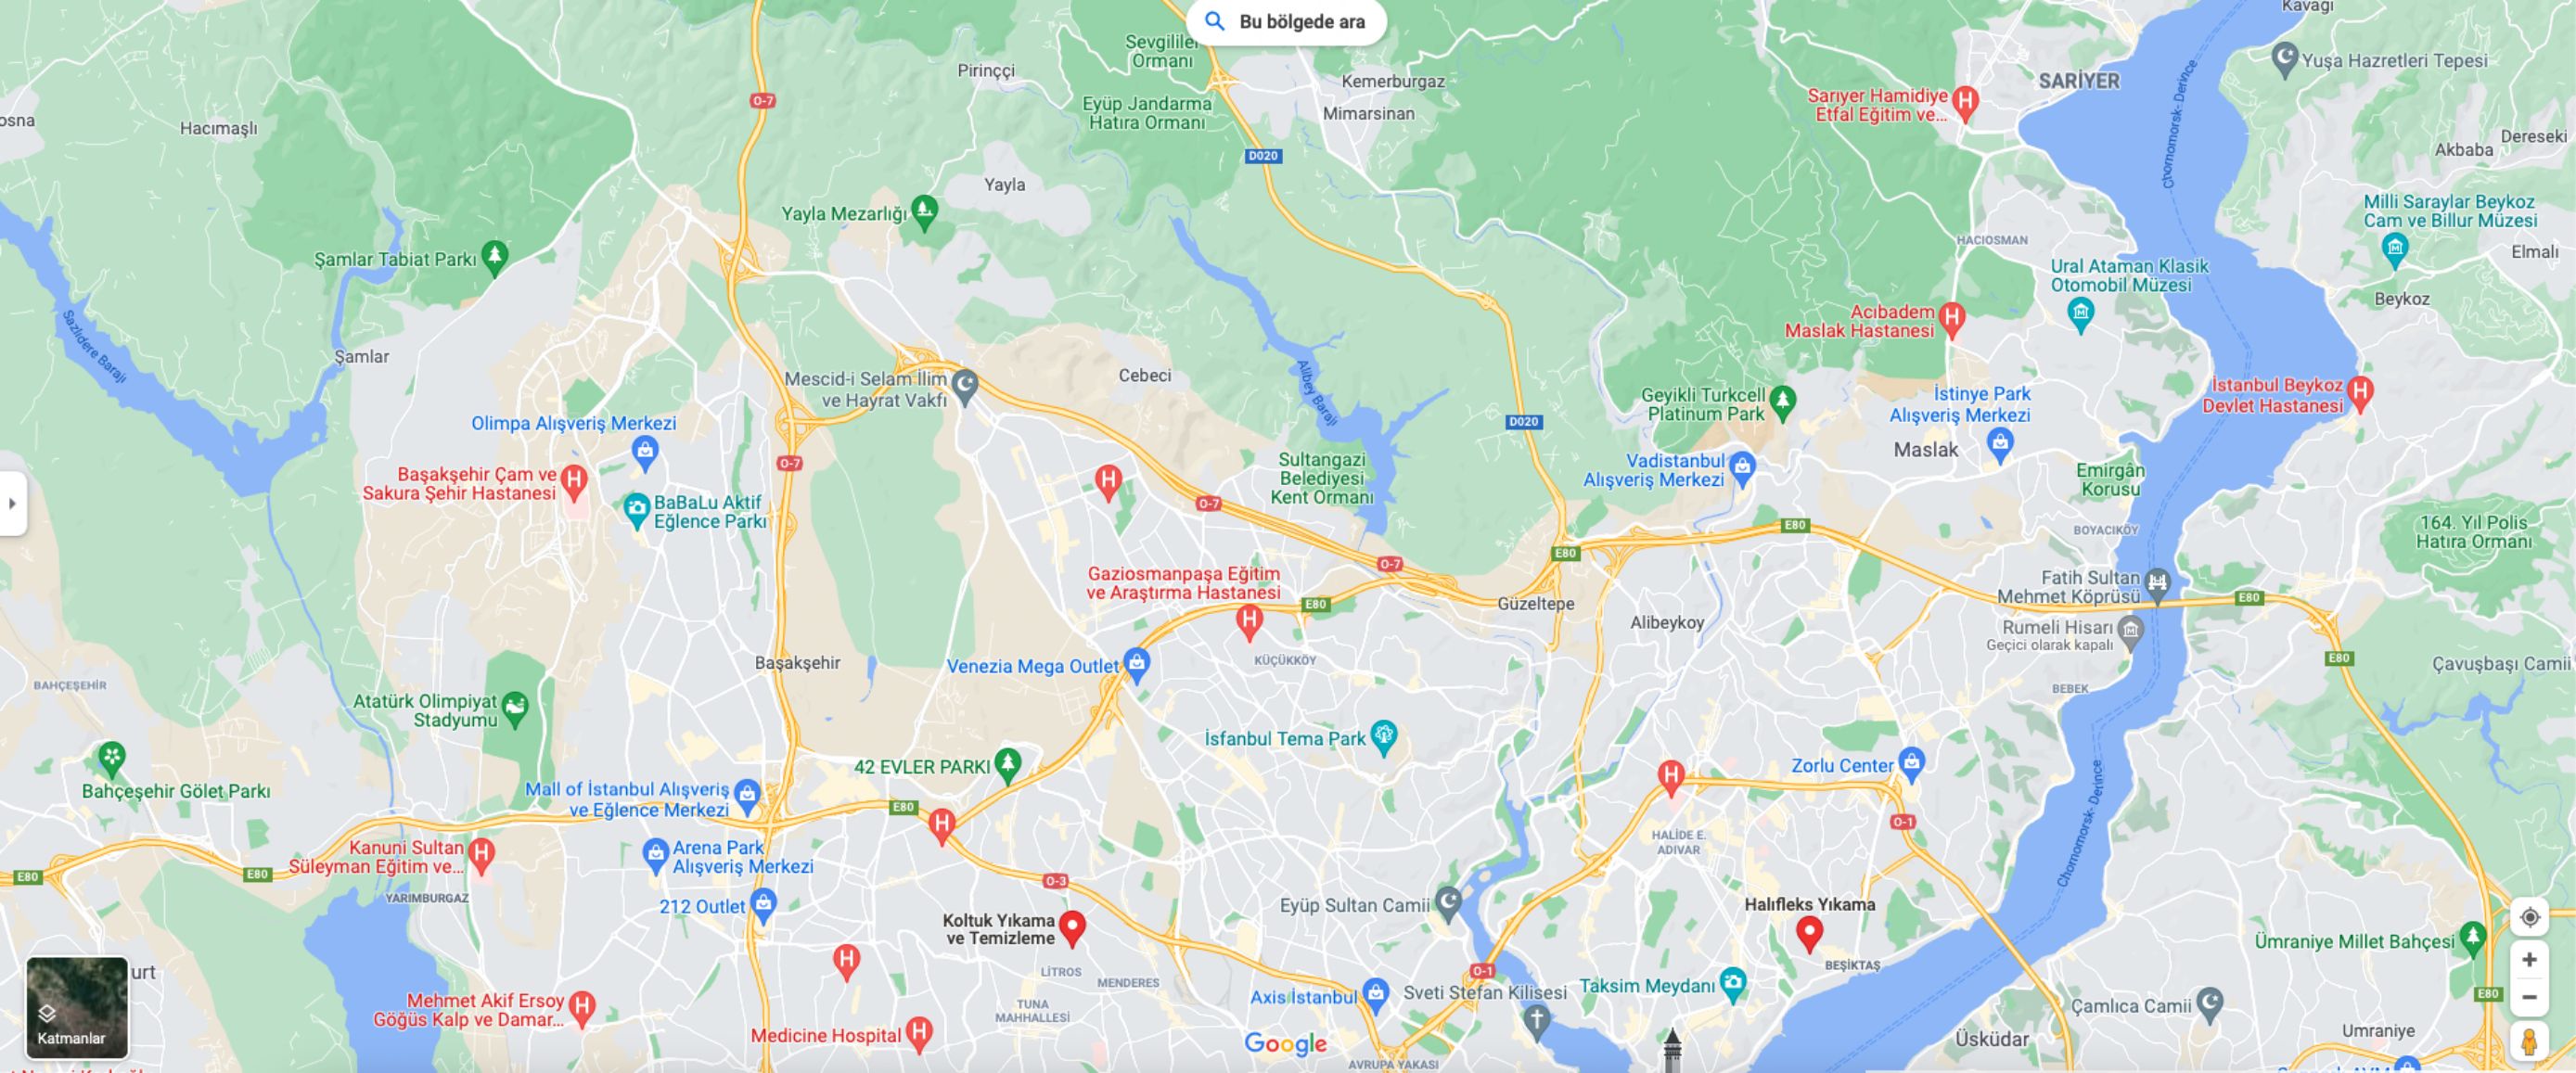 Bu bölgede ara
Kavağı
Sevgililer
Ormanı
Yuşa Hazretleri Tepesi
Pirinççi
Kemerburgaz
SARIYER
O-7
Eyüp Jandarma
Hatıra Ormanı
Mimarsinan
Sarıyer Hamidiye
Etfal Eğitim ve...
Chornomorsk- Derince
osna
Hacımaşlı
Dereseki
Akbaba
D020
Yayla
Yayla Mezarlığı
Milli Saraylar Beykoz
Cam ve Billur Müzesi
HACIOSMAN
Elmalı
Şamlar Tabiat Parkı
Ural Ataman Klasik
Otomobil Müzesi
Beykoz
Sazlıdere Barajı
Acıbadem
Maslak Hastanesi
Şamlar
Mescid-i Selam İlim
ve Hayrat Vakfı
Cebeci
Alibey Barajı
Geyikli Turkcell
Platinum Park
İstinye Park
Alışveriş Merkezi
İstanbul Beykoz
Devlet Hastanesi
Olimpa Alışveriş Merkezi
D020
Maslak
O-7
Başakşehir Çam ve
Sakura Şehir Hastanesi
Sultangazi
Belediyesi
Kent Ormanı
Vadistanbul
Alışveriş Merkezi
Emirgân
Korusu
BaBaLu Aktif
Eğlence Parkı
O-7
E80
BOYACIKÖY
164. Yıl Polis
Hatıra Ormanı
E80
O-7
Gaziosmanpaşa Eğitim
ve Araştırma Hastanesi
Fatih Sultan
Mehmet Köprüsü
E80
E80
Güzeltepe
Alibeykoy
Rumeli Hisarı
Geçici olarak kapalı
Başakşehir
Venezia Mega Outlet
KÜÇÜKKÖY
E80
Çavuşbaşı Camii
BAHÇEŞEHİR
BEBEK
Atatürk Olimpiyat
Stadyumu
İsfanbul Tema Park
42 EVLER PARKI
Zorlu Center
Bahçeşehir Gölet Parkı
Mall of İstanbul Alışveriş
ve Eğlence Merkezi
E80
O-1
Chornomorsk- Derince
HALİDE E.
ADIVAR
Kanuni Sultan
Süleyman Eğitim ve...
Arena Park
Alışveriş Merkezi
E80
E80
O-3
YARIMBURGAZ
212 Outlet
Eyüp Sultan Camii
Halıfleks Yıkama
Koltuk Yıkama
ve Temizleme
Ümraniye Millet Bahçesi
BEŞİKTAŞ
urt
LİTROS
MENDERES
O-1
Taksim Meydanı
E80
Axis İstanbul
Sveti Stefan Kilisesi
Mehmet Akif Ersoy
Göğüs Kalp ve Damar...
TUNA
MAHHALLESİ
Çamlıca Camii
Katmanlar
Medicine Hospital
Google
Üsküdar
Umraniye
AVRUPA YAKASI